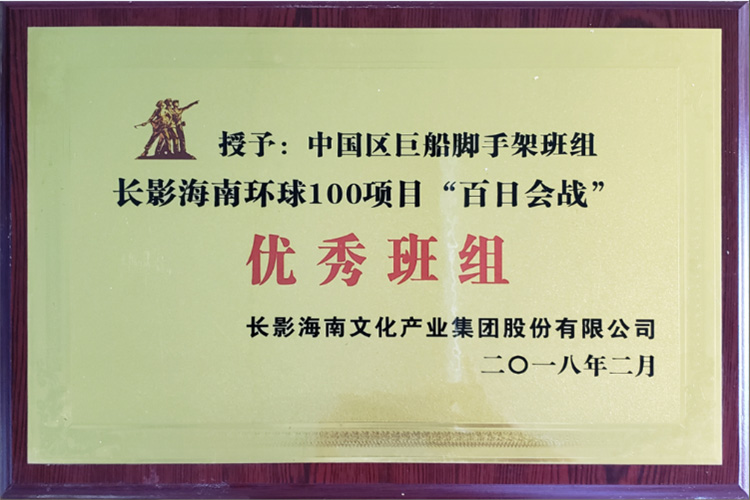 授予：中国区巨船脚手架班组
长影海南环球100项目“百日会战”
优秀班组
长影海南文化产业集团股份有限公司
二〇一八年二月